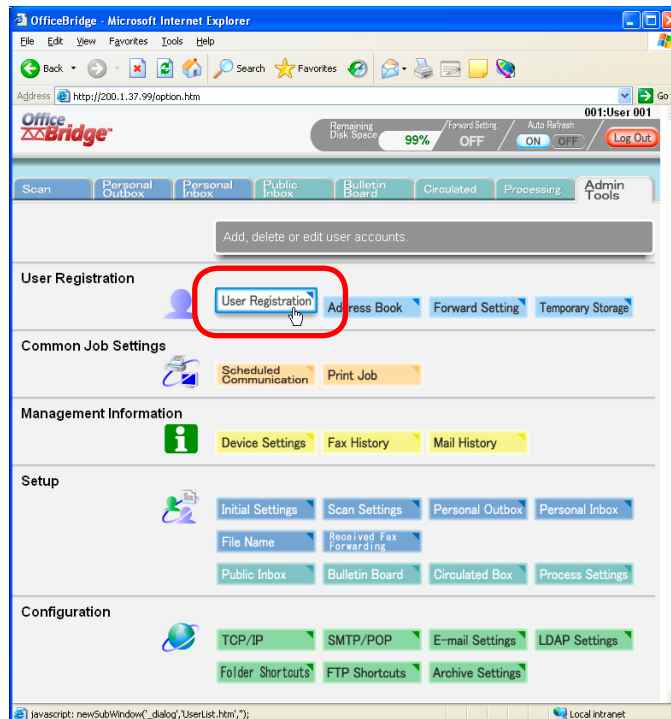 OfficeBridge - Microsoft Internet Explorer
File Edit View Favorites Tools Help
Back Search Favorites
Address http://200.1.37.99/option.htm Go
001:User 001
Office Bridge™
Remaining Disk Space 99%
Forward Setting OFF
Auto Refresh ON OFF
Log Out
Scan Personal Outbox Personal Inbox Public Inbox Bulletin Board Circulated Processing Admin Tools
Add, delete or edit user accounts.
User Registration
User Registration Address Book Forward Setting Temporary Storage
Common Job Settings
Scheduled Communication Print Job
Management Information
Device Settings Fax History Mail History
Setup
Initial Settings Scan Settings Personal Outbox Personal Inbox
File Name Received Fax Forwarding
Public Inbox Bulletin Board Circulated Box Process Settings
Configuration
TCP/IP SMTP/POP E-mail Settings LDAP Settings
Folder Shortcuts FTP Shortcuts Archive Settings
javascript: newSubWindow('_dialog','UserList.htm',''); Local intranet